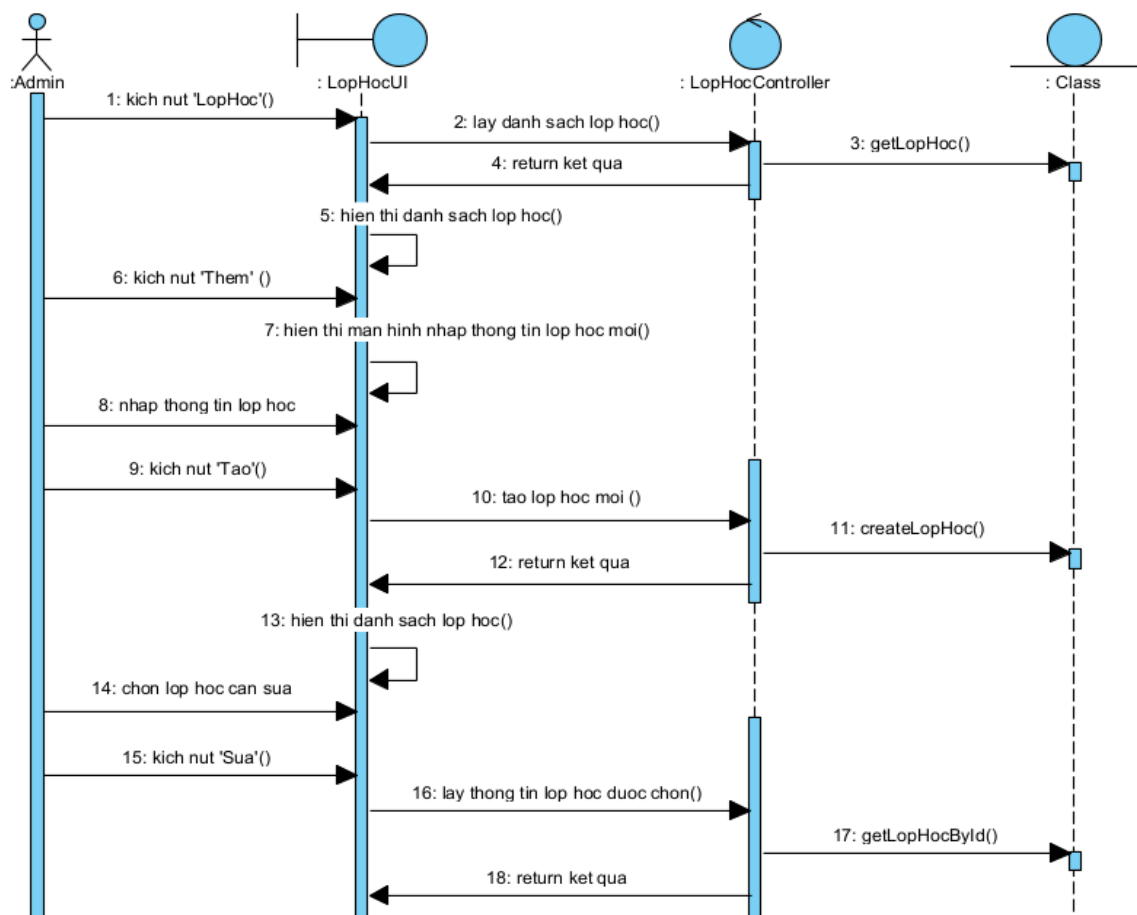 :Admin
: LopHocUI
: LopHocController
: Class
1: kich nut 'LopHoc'()
2: lay danh sach lop hoc()
3: getLopHoc()
4: return ket qua
5: hien thi danh sach lop hoc()
6: kich nut 'Them' ()
7: hien thi man hinh nhap thong tin lop hoc moi()
8: nhap thong tin lop hoc
9: kich nut 'Tao'()
10: tao lop hoc moi ()
11: createLopHoc()
12: return ket qua
13: hien thi danh sach lop hoc()
14: chon lop hoc can sua
15: kich nut 'Sua'()
16: lay thong tin lop hoc duoc chon()
17: getLopHocById()
18: return ket qua